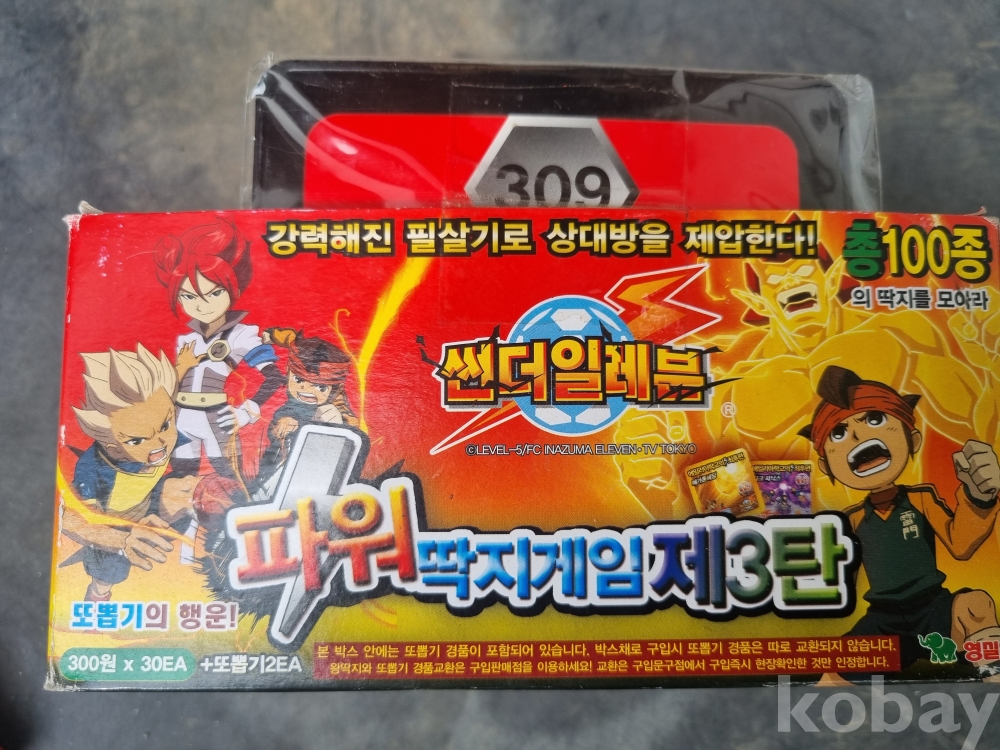 309
강력해진 필살기로 상대방을 제압한다!
총100종
의 딱지를 모아라
썬더일레븐
®
©LEVEL-5/FC INAZUMA ELEVEN・TV TOKYO
파워 딱지게임 제3탄
雷門
또뽑기의 행운!
300원 x 30EA +또뽑기2EA
본 박스 안에는 또뽑기 경품이 포함되어 있습니다. 박스채로 구입시 또뽑기 경품은 따로 교환되지 않습니다.
왕딱지와 또뽑기 경품교환은 구입판매점을 이용하세요! 교환은 구입문구점에서 구입즉시 현장확인한 것만 인정합니다.
kobay